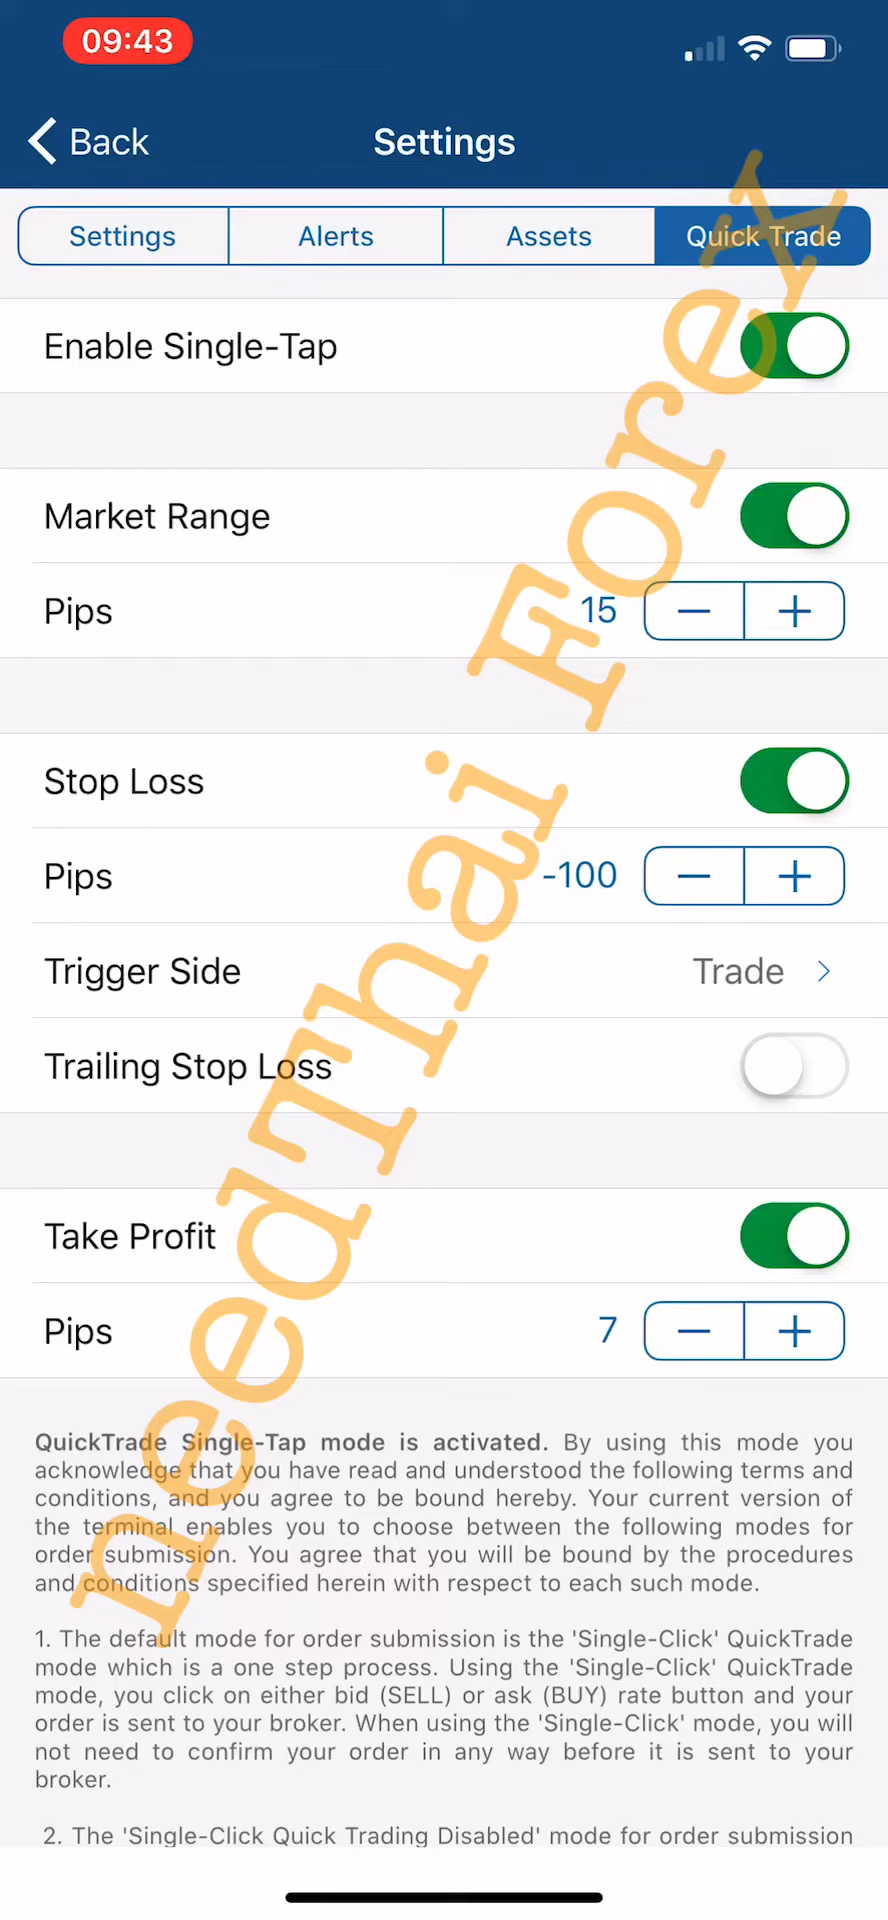 09:43
Back
Settings
Settings
Alerts
Assets
Quick Trade
Enable Single-Tap
Market Range
Pips
15
Stop Loss
Pips
-100
Trigger Side
Trade
Trailing Stop Loss
Take Profit
Pips
7
needThai Forex
QuickTrade Single-Tap mode is activated. By using this mode you
acknowledge that you have read and understood the following terms and
conditions, and you agree to be bound hereby. Your current version of
the terminal enables you to choose between the following modes for
order submission. You agree that you will be bound by the procedures
and conditions specified herein with respect to each such mode.
1. The default mode for order submission is the 'Single-Click' QuickTrade
mode which is a one step process. Using the 'Single-Click' QuickTrade
mode, you click on either bid (SELL) or ask (BUY) rate button and your
order is sent to your broker. When using the 'Single-Click' mode, you will
not need to confirm your order in any way before it is sent to your
broker.
2. The 'Single-Click Quick Trading Disabled' mode for order submission